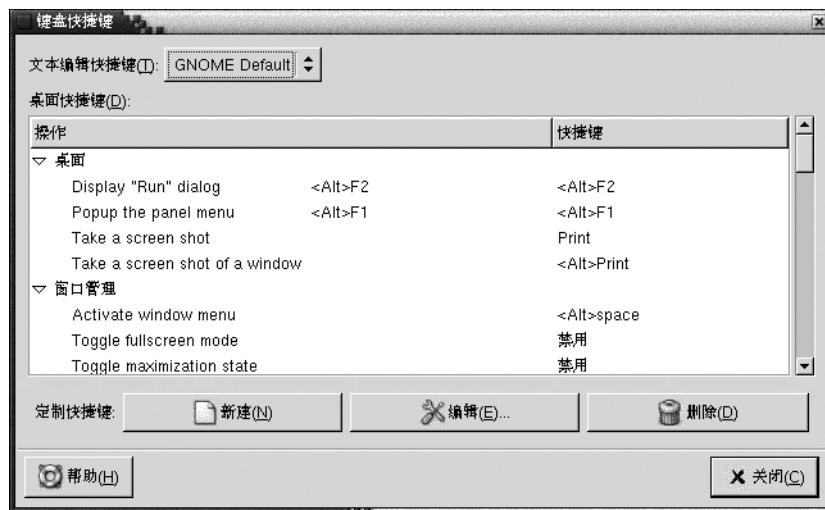 键盘快捷键
文本编辑快捷键(T): GNOME Default
桌面快捷键(D):
操作 快捷键
桌面
Display "Run" dialog <Alt>F2 <Alt>F2
Popup the panel menu <Alt>F1 <Alt>F1
Take a screen shot Print
Take a screen shot of a window <Alt>Print
窗口管理
Activate window menu <Alt>space
Toggle fullscreen mode 禁用
Toggle maximization state 禁用
定制快捷键: 新建(N) 编辑(E)... 删除(D)
帮助(H) 关闭(C)